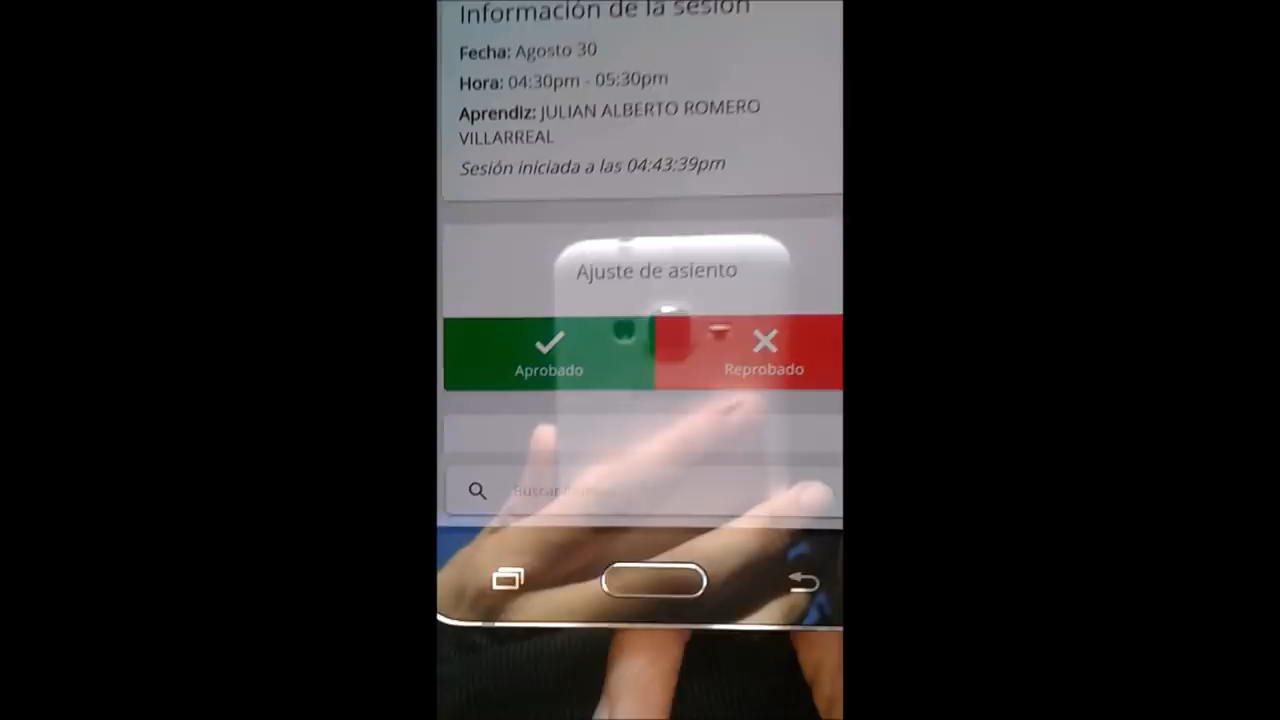 Información de la sesión
Fecha: Agosto 30
Hora: 04:30pm - 05:30pm
Aprendiz: JULIAN ALBERTO ROMERO
VILLARREAL
Sesión iniciada a las 04:43:39pm
Ajuste de asiento
Aprobado
Reprobado
Buscar